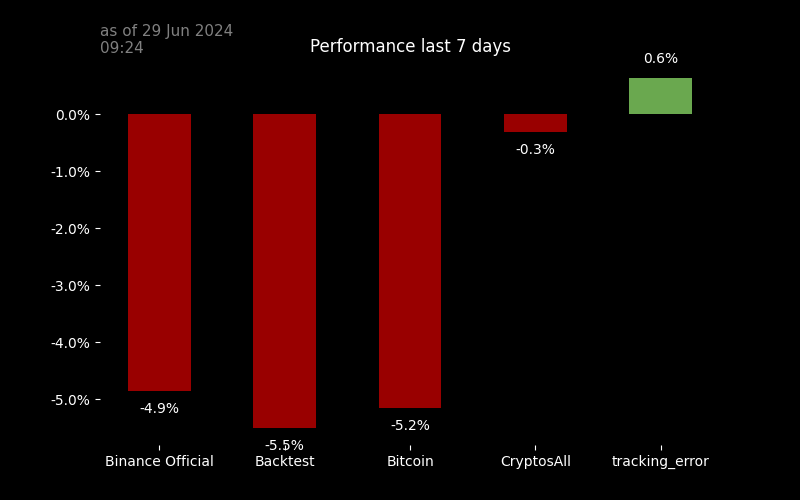 as of 29 Jun 2024
09:24
Performance last 7 days
0.6%
0.0%
-0.3%
-1.0%
-2.0%
-3.0%
-4.0%
-5.0%
-4.9%
-5.2%
-5.5%
Binance Official
Backtest
Bitcoin
CryptosAll
tracking_error